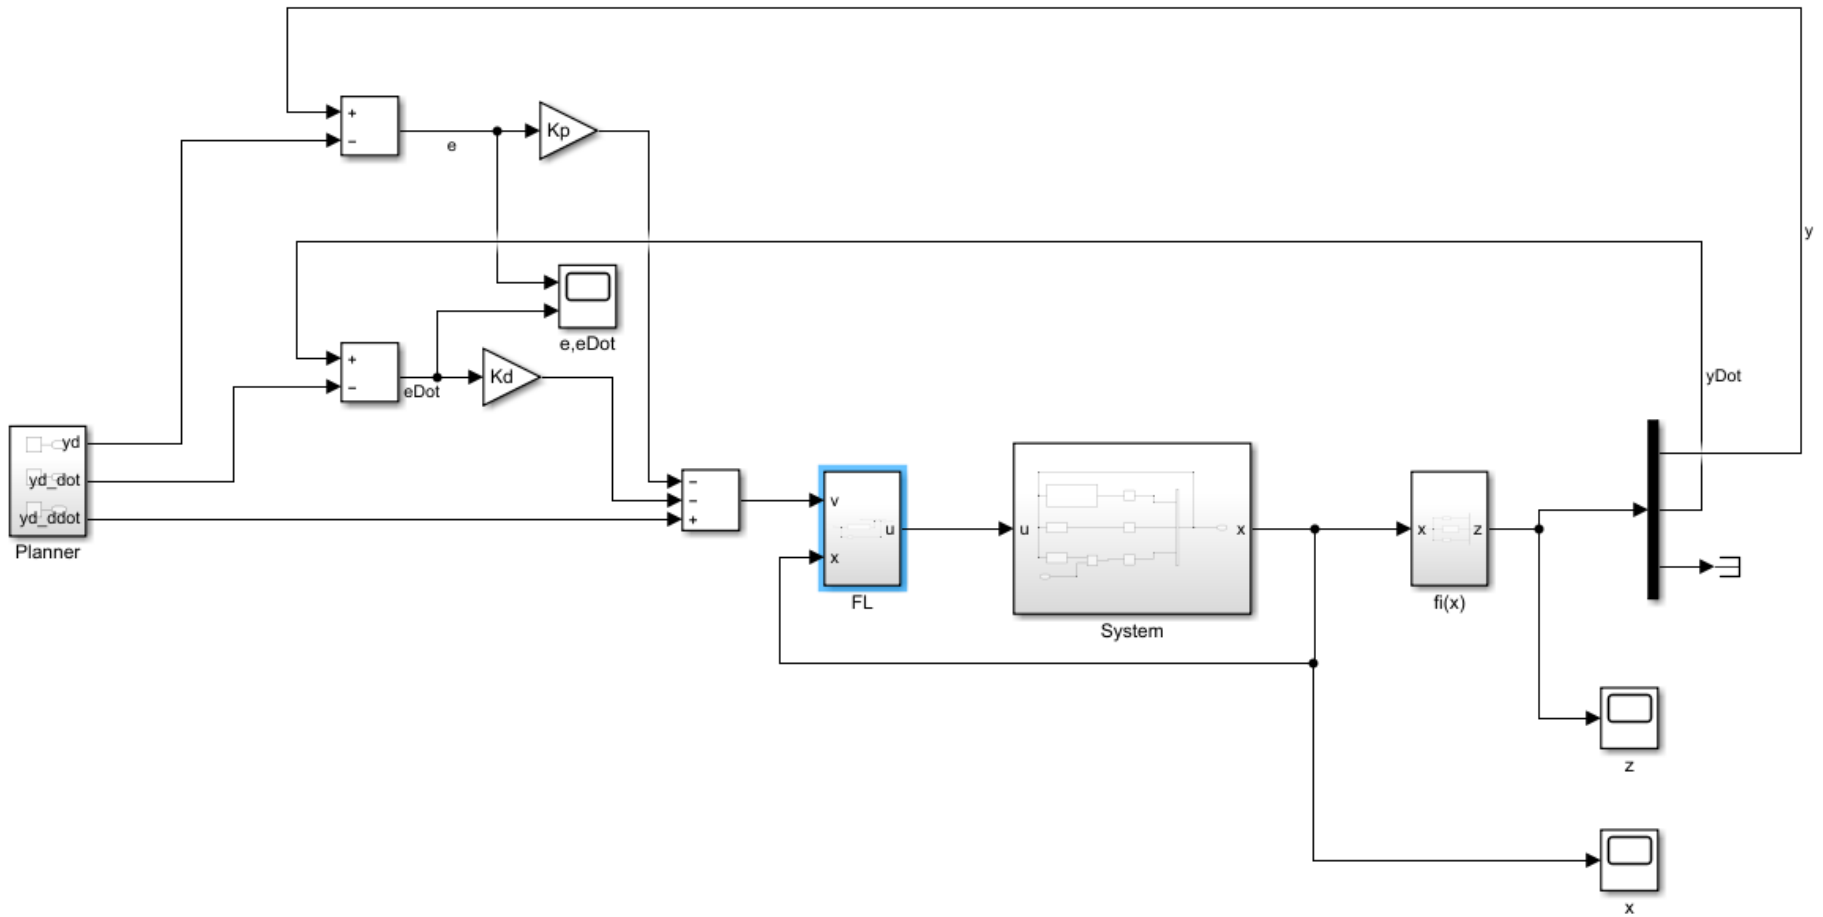 y
+
−
e
Kp
yDot
+
−
eDot
Kd
e,eDot
yd
yd_dot
yd_ddot
Planner
−
−
+
v
x
u
FL
u
x
System
x
z
fi(x)
z
x